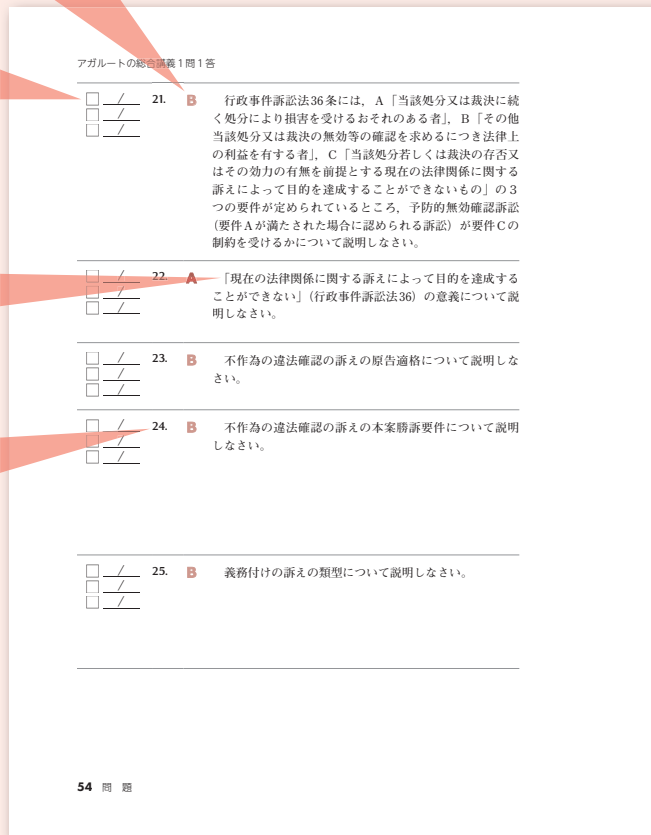 アガルートの総合講義1問1答
21. B 行政事件訴訟法36条には，A「当該処分又は裁決に続
く処分により損害を受けるおそれのある者」，B「その他
当該処分又は裁決の無効等の確認を求めるにつき法律上
の利益を有する者」，C「当該処分若しくは裁決の存否又
はその効力の有無を前提とする現在の法律関係に関する
訴えによって目的を達成することができないもの」の3
つの要件が定められているところ，予防的無効確認訴訟
（要件Aが満たされた場合に認められる訴訟）が要件Cの
制約を受けるかについて説明しなさい。
22. A 「現在の法律関係に関する訴えによって目的を達成する
ことができない」（行政事件訴訟法36）の意義について説
明しなさい。
23. B 不作為の違法確認の訴えの原告適格について説明しな
さい。
24. B 不作為の違法確認の訴えの本案勝訴要件について説明
しなさい。
25. B 義務付けの訴えの類型について説明しなさい。
54 問 題